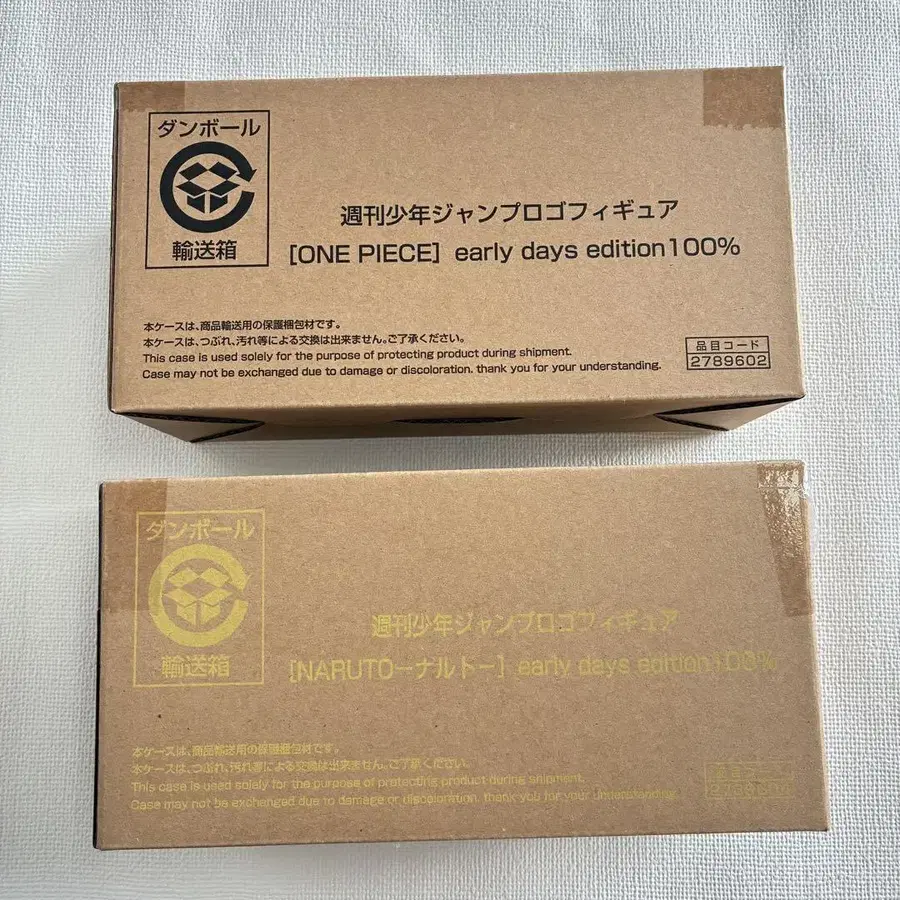 ダンボール
輸送箱
週刊少年ジャンプロゴフィギュア
[ONE PIECE] early days edition100%
本ケースは、商品輸送用の保護梱包材です。
本ケースは、つぶれ、汚れ等による交換は出来ません。ご了承ください。
This case is used solely for the purpose of protecting product during shipment.
Case may not be exchanged due to damage or discoloration. thank you for your understanding.
品目コード
2789602
ダンボール
輸送箱
週刊少年ジャンプロゴフィギュア
[NARUTOーナルトー] early days edition100%
本ケースは、商品輸送用の保護梱包材です。
本ケースは、つぶれ、汚れ等による交換は出来ません。ご了承ください。
This case is used solely for the purpose of protecting product during shipment.
Case may not be exchanged due to damage or discoloration. thank you for your understanding.